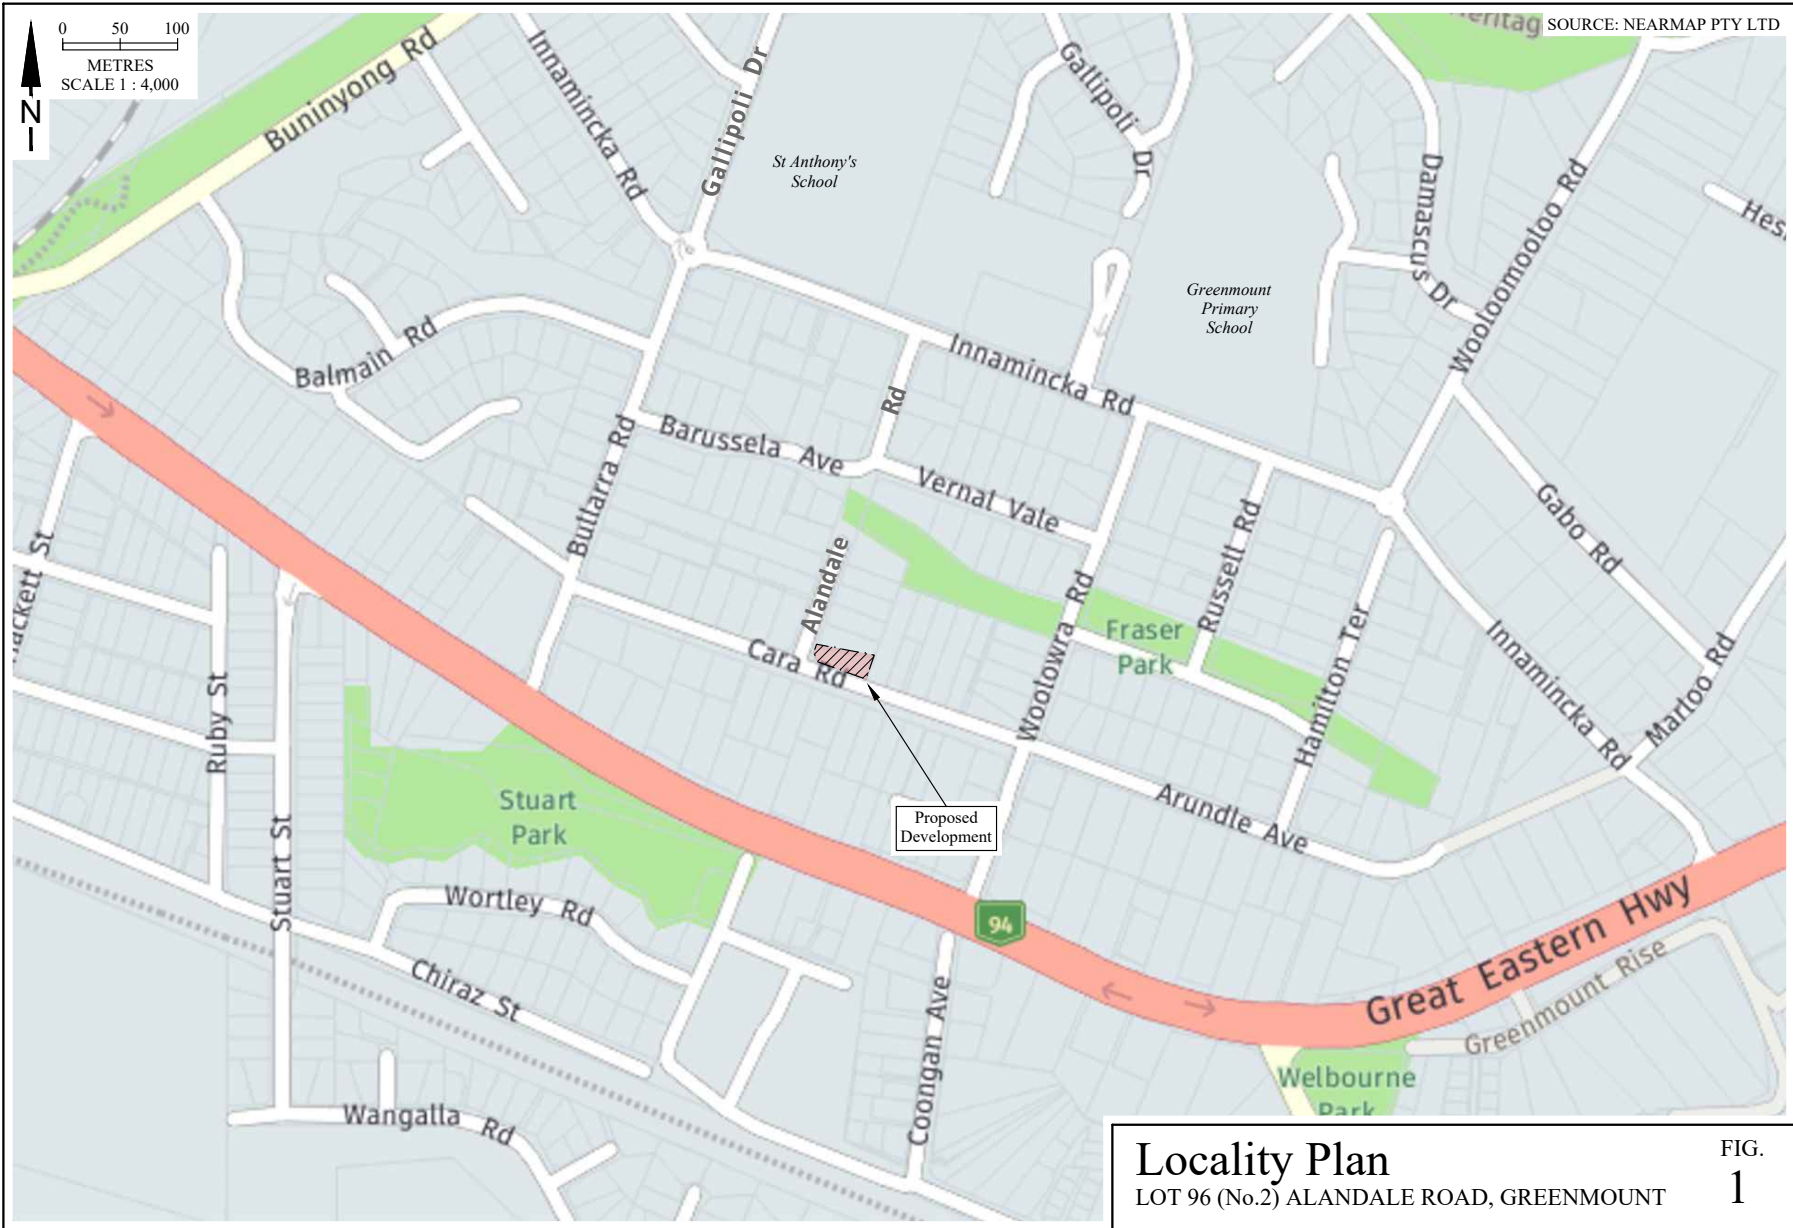 0 50 100
METRES
SCALE 1 : 4,000
N
SOURCE: NEARMAP PTY LTD
Buninyong Rd
Innamincka Rd
Gallipoli Dr
St Anthony's
School
Gallipoli Dr
Greenmount
Primary
School
Damascus Dr
Wooloomooloo Rd
Balmain Rd
Innamincka Rd
Bullarra Rd
Barussela Ave
Rd
Vernal Vale
Gabo Rd
Alandale
Cara Rd
Woolowra Rd
Russell Rd
Fraser
Park
Hamilton Ter
Innamincka Rd
Marloo Rd
St
Ruby St
Stuart St
Stuart
Park
Proposed
Development
Arundle Ave
Wortley Rd
94
Great Eastern Hwy
Greenmount Rise
Chiraz St
Coongan Ave
Welbourne
Park
Wangalla Rd
Locality Plan
LOT 96 (No.2) ALANDALE ROAD, GREENMOUNT
FIG.
1